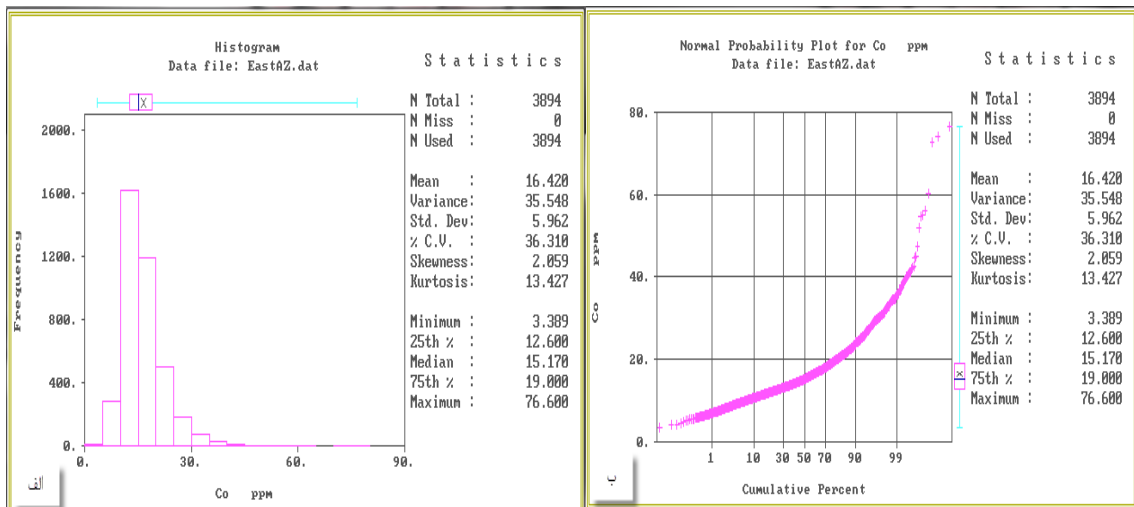 Histogram
Data file: EastAZ.dat
Statistics
N Total : 3894
N Miss : 0
N Used : 3894
Mean : 16.420
Variance: 35.548
Std. Dev: 5.962
% C.V. : 36.310
Skewness: 2.059
Kurtosis: 13.427
Minimum : 3.389
25th % : 12.600
Median : 15.170
75th % : 19.000
Maximum : 76.600
Frequency
2000.
1600.
1200.
800.
400.
0.
0. 30. 60. 90.
Co ppm
الف
Normal Probability Plot for Co ppm
Data file: EastAZ.dat
Statistics
N Total : 3894
N Miss : 0
N Used : 3894
Mean : 16.420
Variance: 35.548
Std. Dev: 5.962
% C.V. : 36.310
Skewness: 2.059
Kurtosis: 13.427
Minimum : 3.389
25th % : 12.600
Median : 15.170
75th % : 19.000
Maximum : 76.600
Co ppm
80.
60.
40.
20.
0.
1 10 30 50 70 90 99
Cumulative Percent
ب